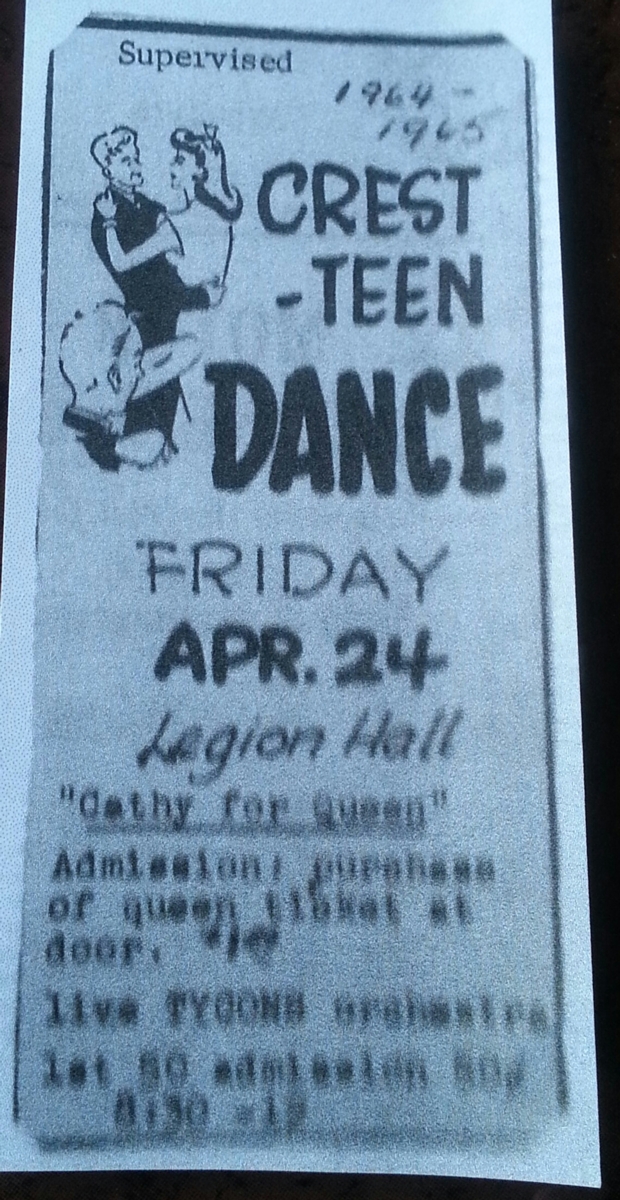 Supervised
1964 -
1965
CREST
-TEEN
DANCE
FRIDAY
APR. 24
Legion Hall
"Cathy for Queen"
Admission: purchase
of queen ticket at
door.
live TYCONS orchestra
1st 50 admission 50¢
8:30 - 12